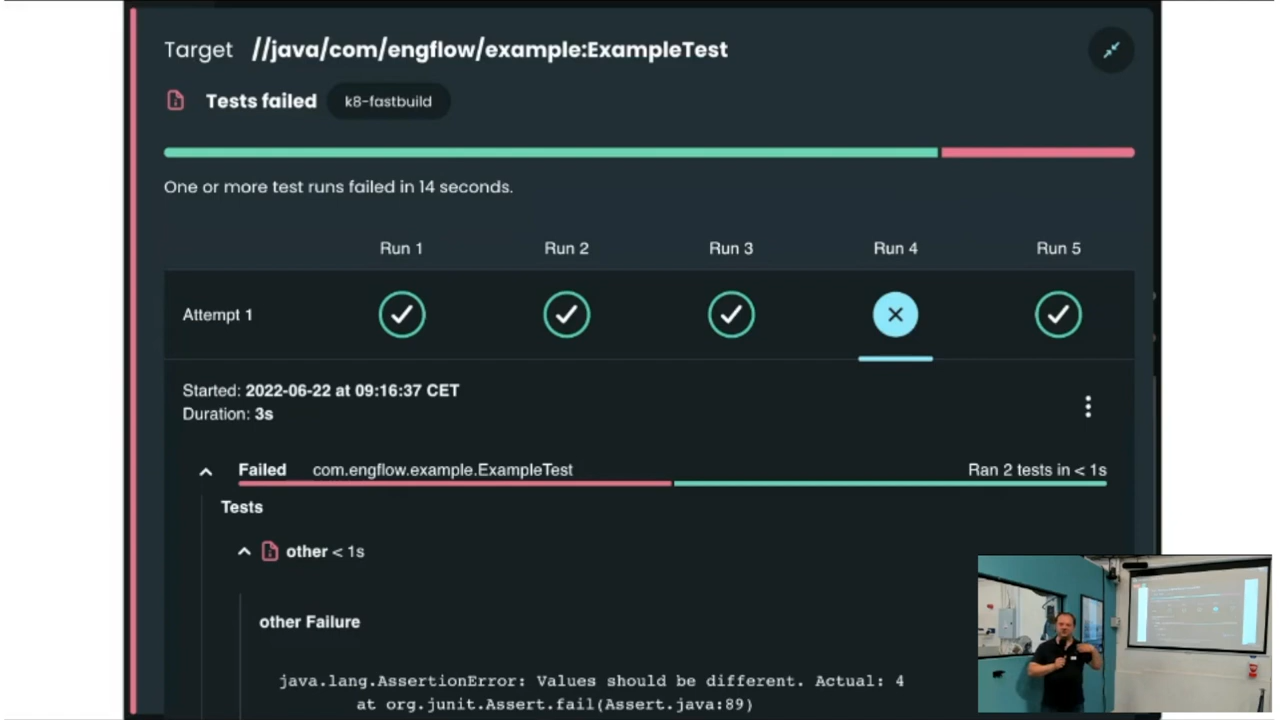 Target //java/com/engflow/example:ExampleTest
Tests failed k8-fastbuild
One or more test runs failed in 14 seconds.
Run 1 Run 2 Run 3 Run 4 Run 5
Attempt 1
Started: 2022-06-22 at 09:16:37 CET
Duration: 3s
Failed com.engflow.example.ExampleTest Ran 2 tests in < 1s
Tests
other < 1s
other Failure
java.lang.AssertionError: Values should be different. Actual: 4
at org.junit.Assert.fail(Assert.java:89)